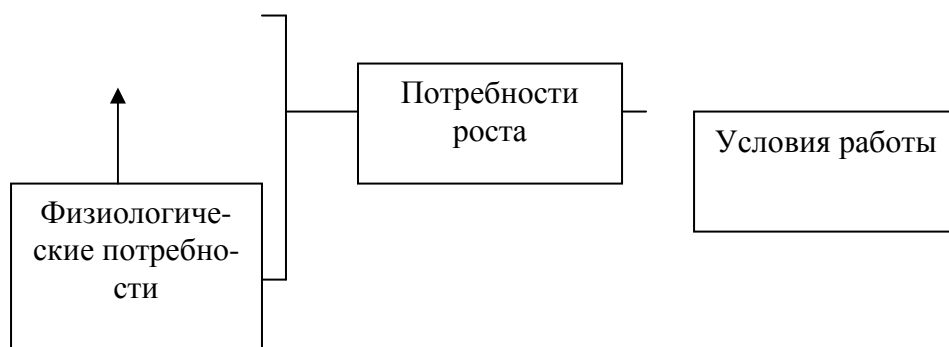 Потребности
роста
Условия работы
Физиологиче-
ские потребно-
сти